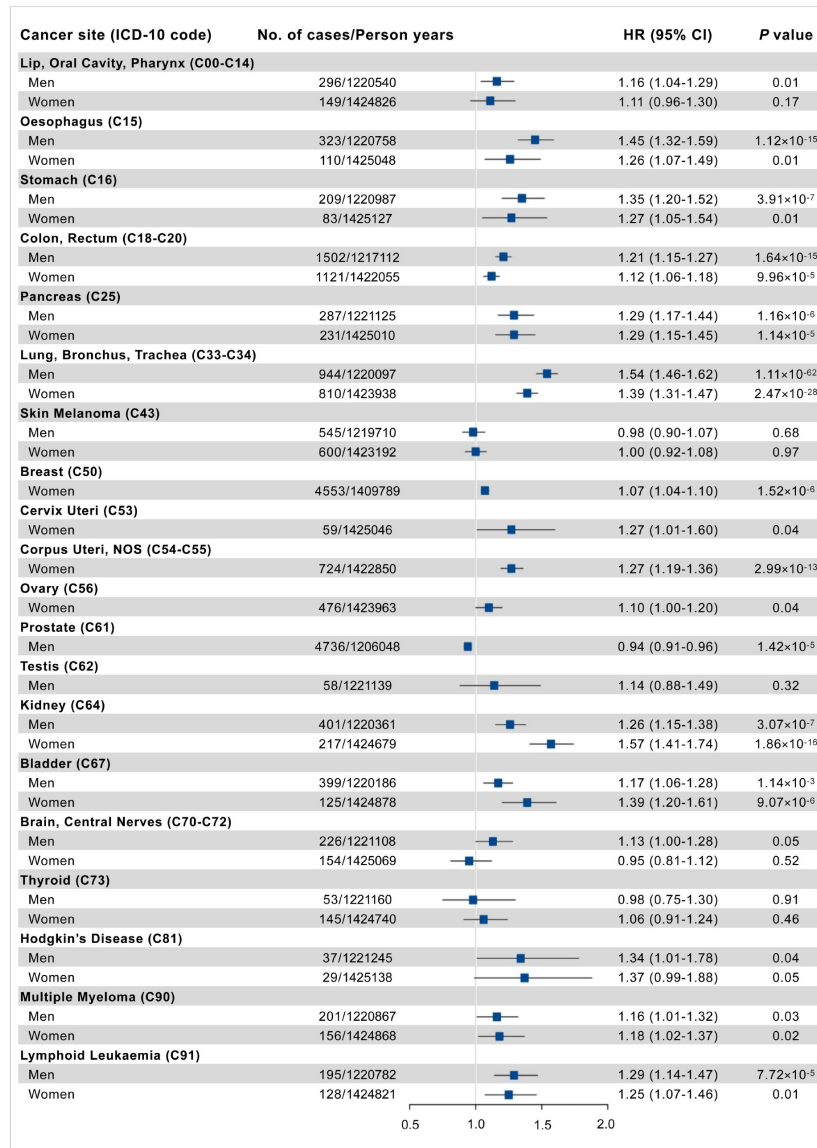 Cancer site (ICD-10 code) No. of cases/Person years HR (95% CI) P value
Lip, Oral Cavity, Pharynx (C00-C14)
Men 296/1220540 1.16 (1.04-1.29) 0.01
Women 149/1424826 1.11 (0.96-1.30) 0.17
Oesophagus (C15)
Men 323/1220758 1.45 (1.32-1.59) 1.12×10⁻¹⁵
Women 110/1425048 1.26 (1.07-1.49) 0.01
Stomach (C16)
Men 209/1220987 1.35 (1.20-1.52) 3.91×10⁻⁷
Women 83/1425127 1.27 (1.05-1.54) 0.01
Colon, Rectum (C18-C20)
Men 1502/1217112 1.21 (1.15-1.27) 1.64×10⁻¹⁵
Women 1121/1422055 1.12 (1.06-1.18) 9.96×10⁻⁵
Pancreas (C25)
Men 287/1221125 1.29 (1.17-1.44) 1.16×10⁻⁶
Women 231/1425010 1.29 (1.15-1.45) 1.14×10⁻⁵
Lung, Bronchus, Trachea (C33-C34)
Men 944/1220097 1.54 (1.46-1.62) 1.11×10⁻⁶²
Women 810/1423938 1.39 (1.31-1.47) 2.47×10⁻²⁸
Skin Melanoma (C43)
Men 545/1219710 0.98 (0.90-1.07) 0.68
Women 600/1423192 1.00 (0.92-1.08) 0.97
Breast (C50)
Women 4553/1409789 1.07 (1.04-1.10) 1.52×10⁻⁶
Cervix Uteri (C53)
Women 59/1425046 1.27 (1.01-1.60) 0.04
Corpus Uteri, NOS (C54-C55)
Women 724/1422850 1.27 (1.19-1.36) 2.99×10⁻¹³
Ovary (C56)
Women 476/1423963 1.10 (1.00-1.20) 0.04
Prostate (C61)
Men 4736/1206048 0.94 (0.91-0.96) 1.42×10⁻⁵
Testis (C62)
Men 58/1221139 1.14 (0.88-1.49) 0.32
Kidney (C64)
Men 401/1220361 1.26 (1.15-1.38) 3.07×10⁻⁷
Women 217/1424679 1.57 (1.41-1.74) 1.86×10⁻¹⁶
Bladder (C67)
Men 399/1220186 1.17 (1.06-1.28) 1.14×10⁻³
Women 125/1424878 1.39 (1.20-1.61) 9.07×10⁻⁶
Brain, Central Nerves (C70-C72)
Men 226/1221108 1.13 (1.00-1.28) 0.05
Women 154/1425069 0.95 (0.81-1.12) 0.52
Thyroid (C73)
Men 53/1221160 0.98 (0.75-1.30) 0.91
Women 145/1424740 1.06 (0.91-1.24) 0.46
Hodgkin’s Disease (C81)
Men 37/1221245 1.34 (1.01-1.78) 0.04
Women 29/1425138 1.37 (0.99-1.88) 0.05
Multiple Myeloma (C90)
Men 201/1220867 1.16 (1.01-1.32) 0.03
Women 156/1424868 1.18 (1.02-1.37) 0.02
Lymphoid Leukaemia (C91)
Men 195/1220782 1.29 (1.14-1.47) 7.72×10⁻⁵
Women 128/1424821 1.25 (1.07-1.46) 0.01
0.5 1.0 1.5 2.0